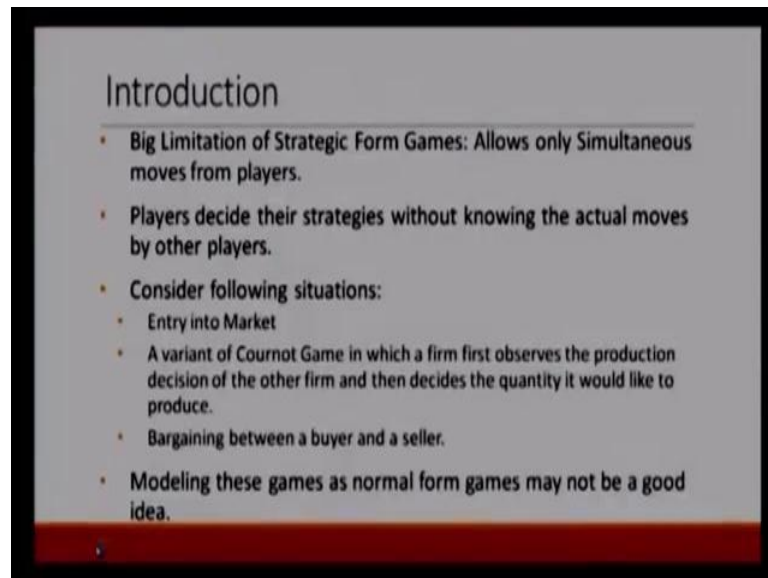 Introduction
• Big Limitation of Strategic Form Games: Allows only Simultaneous
moves from players.
• Players decide their strategies without knowing the actual moves
by other players.
• Consider following situations:
• Entry into Market
• A variant of Cournot Game in which a firm first observes the production
decision of the other firm and then decides the quantity it would like to
produce.
• Bargaining between a buyer and a seller.
• Modeling these games as normal form games may not be a good
idea.